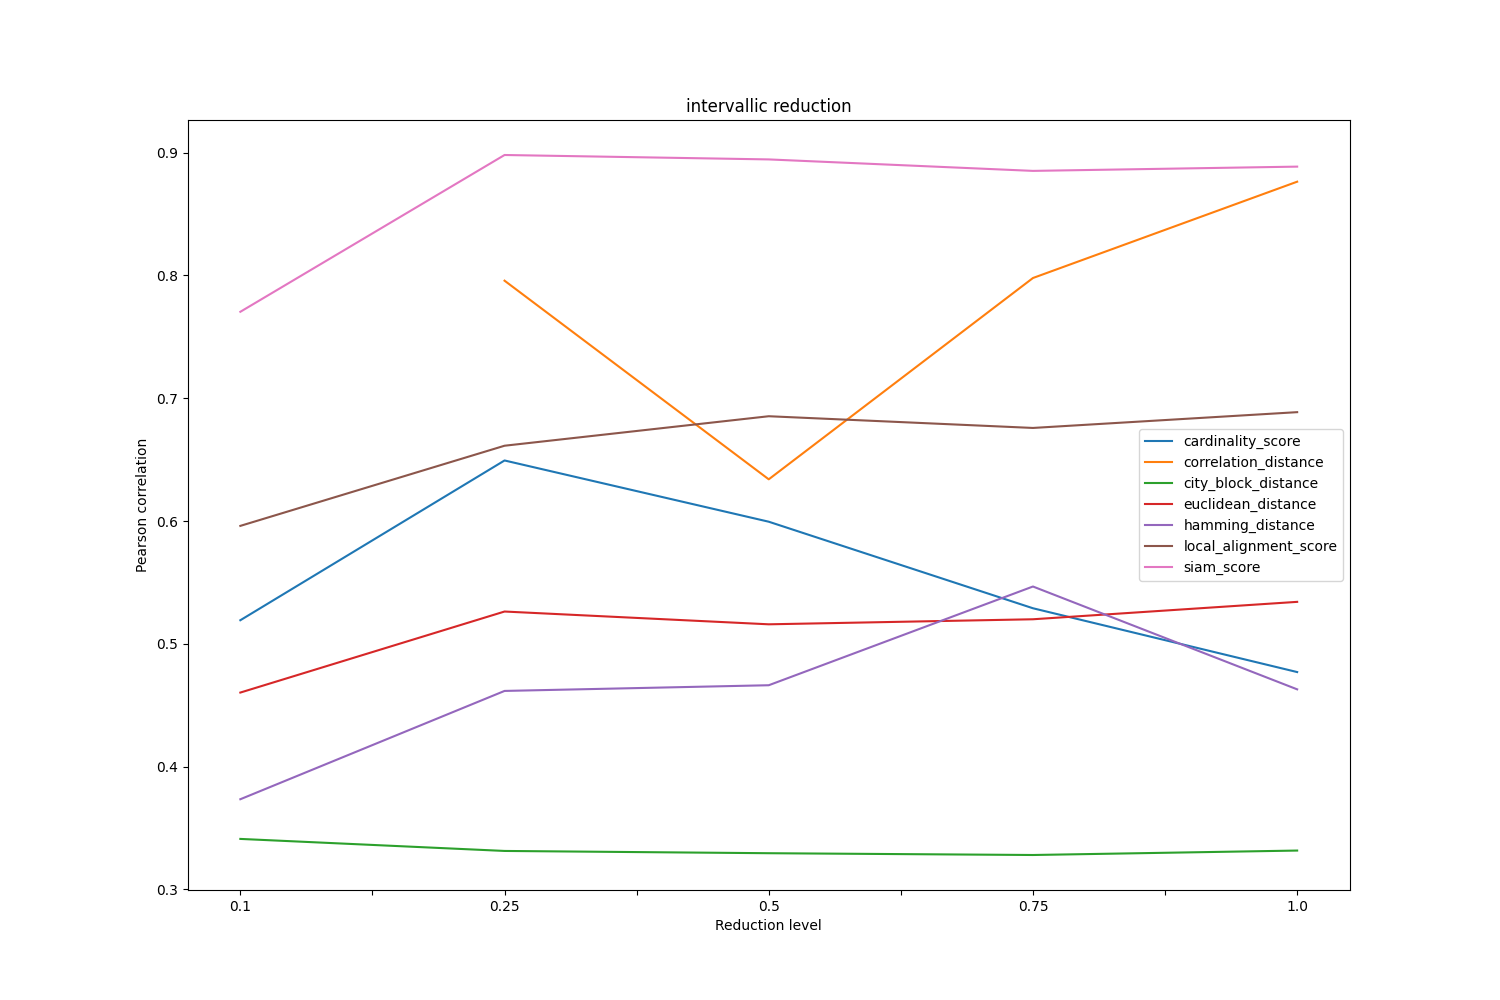 intervallic reduction
Pearson correlation
0.9
0.8
0.7
0.6
0.5
0.4
0.3
cardinality_score
correlation_distance
city_block_distance
euclidean_distance
hamming_distance
local_alignment_score
siam_score
0.1 0.25 0.5 0.75 1.0
Reduction level